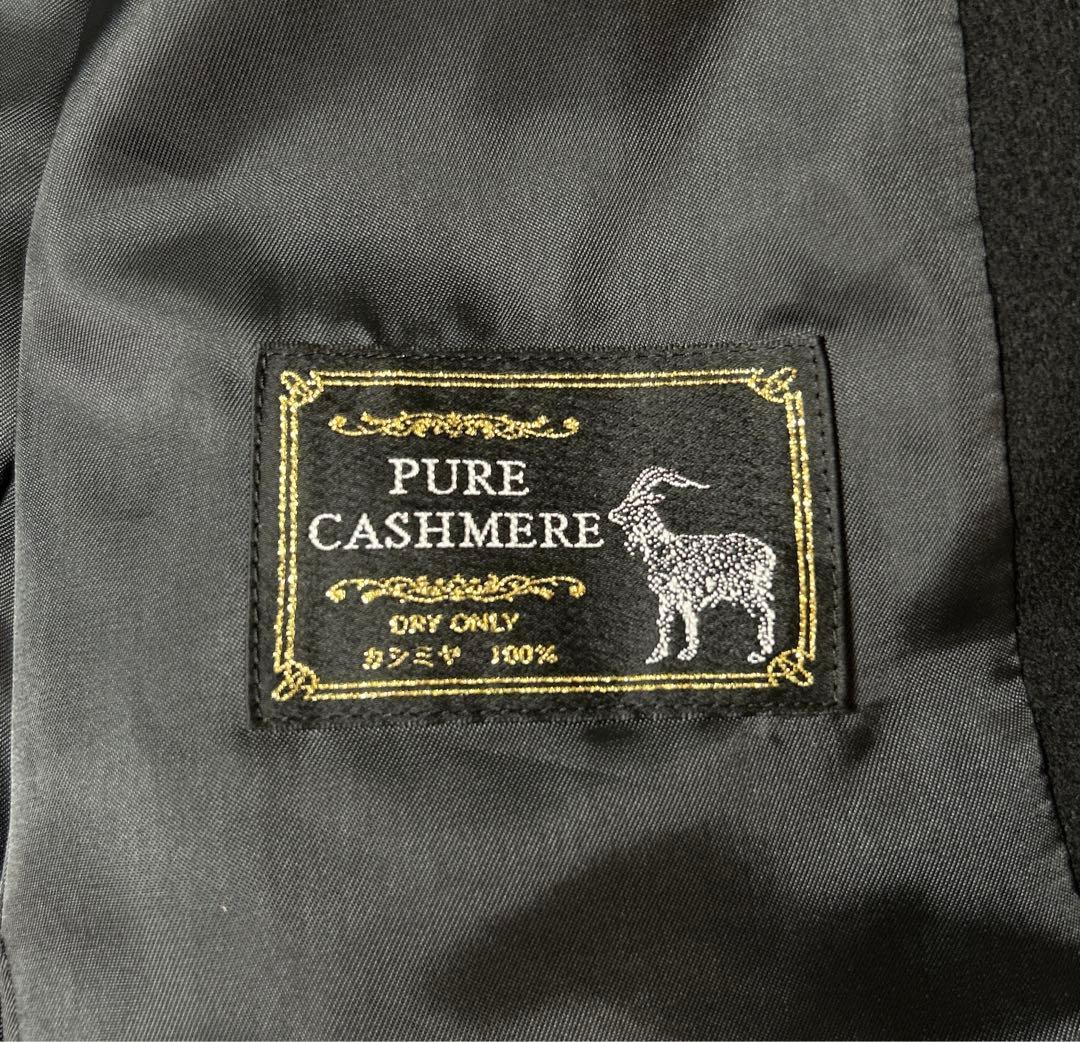 PURE
CASHMERE
DRY ONLY
カシミヤ 100%